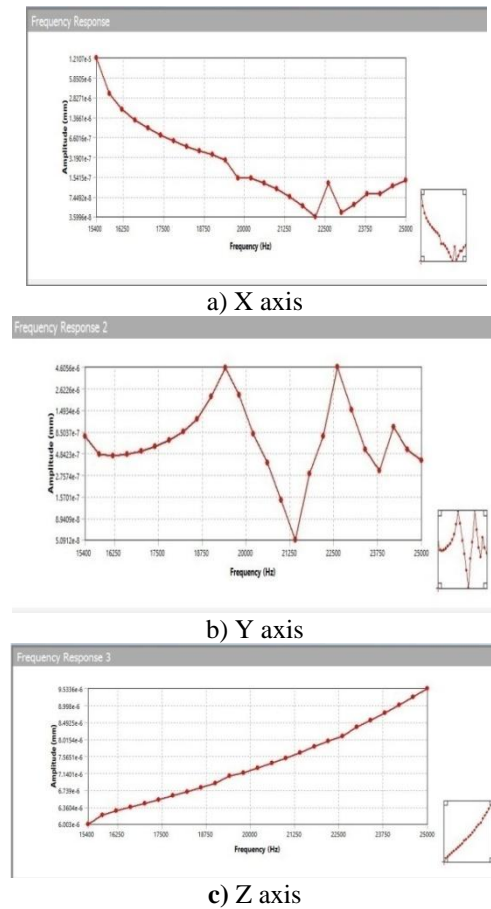 Frequency Response
1.2107e-5
5.8505e-6
2.8271e-6
1.3661e-6
6.6016e-7
3.1901e-7
1.5415e-7
7.4492e-8
3.5996e-8
Amplitude (mm)
15400 16250 17500 18750 20000 21250 22500 23750 25000
Frequency (Hz)
a) X axis
Frequency Response 2
4.6056e-6
2.6226e-6
1.4934e-6
8.5037e-7
4.8423e-7
2.7574e-7
1.5701e-7
8.9409e-8
5.0912e-8
Amplitude (mm)
15400 16250 17500 18750 20000 21250 22500 23750 25000
Frequency (Hz)
b) Y axis
Frequency Response 3
9.5336e-6
8.998e-6
8.4925e-6
8.0154e-6
7.5651e-6
7.1401e-6
6.739e-6
6.3604e-6
6.003e-6
Amplitude (mm)
15400 16250 17500 18750 20000 21250 22500 23750 25000
Frequency (Hz)
c) Z axis